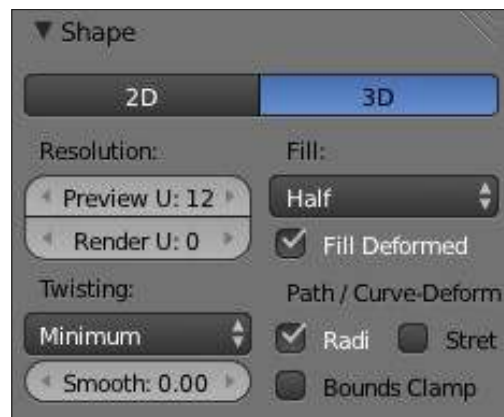 Shape
2D 3D
Resolution: Fill:
Preview U: 12 Half
Render U: 0 Fill Deformed
Twisting: Path / Curve-Deform
Minimum Radi Stret
Smooth: 0.00 Bounds Clamp